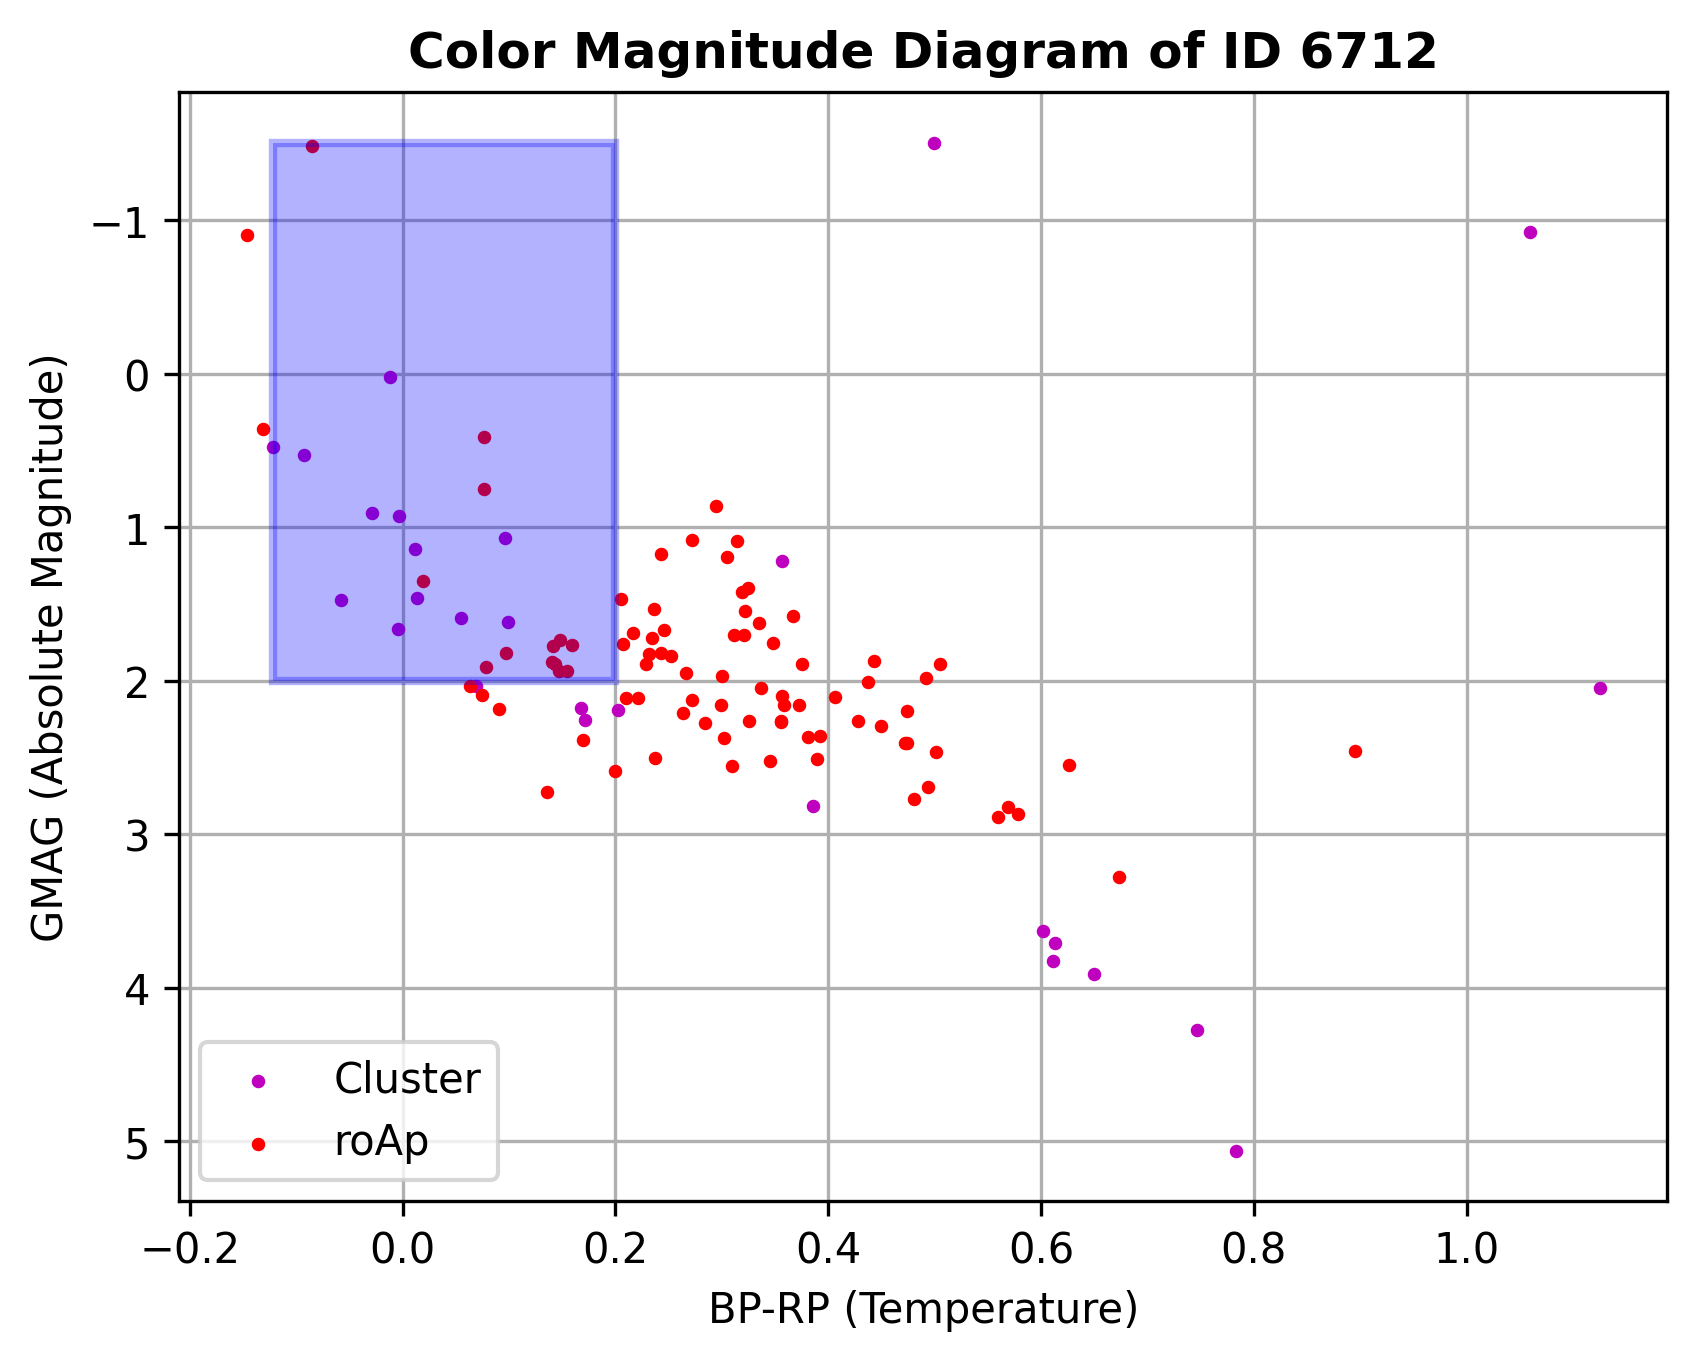 Color Magnitude Diagram of ID 6712
GMAG (Absolute Magnitude)
−1
0
1
2
3
4
5
Cluster
roAp
−0.2 0.0 0.2 0.4 0.6 0.8 1.0
BP-RP (Temperature)